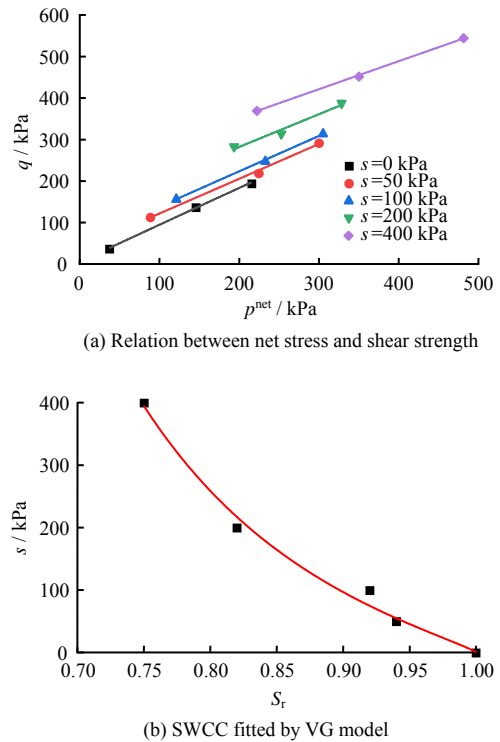 600
500
400
300
200
100
0
q / kPa
s=0 kPa
s=50 kPa
s=100 kPa
s=200 kPa
s=400 kPa
0 100 200 300 400 500
p^net / kPa
(a) Relation between net stress and shear strength
400
300
200
100
0
s / kPa
0.70 0.75 0.80 0.85 0.90 0.95 1.00
S_r
(b) SWCC fitted by VG model